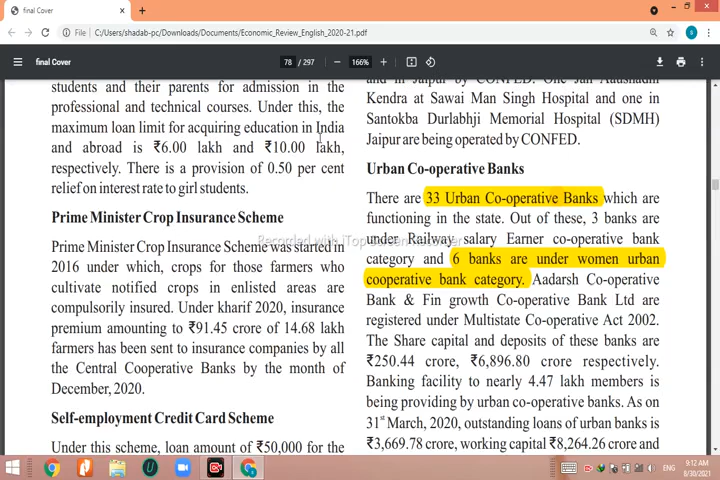 final Cover
File
C:/Users/shadab-pc/Downloads/Documents/Economic_Review_English_2020-21.pdf
final Cover
78 / 297
166%
students and their parents for admission in the
professional and technical courses. Under this, the
maximum loan limit for acquiring education in India
and abroad is ₹6.00 lakh and ₹10.00 lakh,
respectively. There is a provision of 0.50 per cent
relief on interest rate to girl students.
Prime Minister Crop Insurance Scheme
Prime Minister Crop Insurance Scheme was started in
2016 under which, crops for those farmers who
cultivate notified crops in enlisted areas are
compulsorily insured. Under kharif 2020, insurance
premium amounting to ₹91.45 crore of 14.68 lakh
farmers has been sent to insurance companies by all
the Central Cooperative Banks by the month of
December, 2020.
Self-employment Credit Card Scheme
Under this scheme, loan amount of ₹50,000 for the
and in Jaipur by CONFED. One Jan Aaushadhi
Kendra at Sawai Man Singh Hospital and one in
Santokba Durlabhji Memorial Hospital (SDMH)
Jaipur are being operated by CONFED.
Urban Co-operative Banks
There are 33 Urban Co-operative Banks which are
functioning in the state. Out of these, 3 banks are
under Railway salary Earner co-operative bank
category and 6 banks are under women urban
cooperative bank category. Aadarsh Co-operative
Bank & Fin growth Co-operative Bank Ltd are
registered under Multistate Co-operative Act 2002.
The Share capital and deposits of these banks are
₹250.44 crore, ₹6,896.80 crore respectively.
Banking facility to nearly 4.47 lakh members is
being providing by urban co-operative banks. As on
31st March, 2020, outstanding loans of urban banks is
₹3,669.78 crore, working capital ₹8,264.26 crore and
Recorded with iTop Screen Recorder
ENG
9:12 AM
8/30/2021